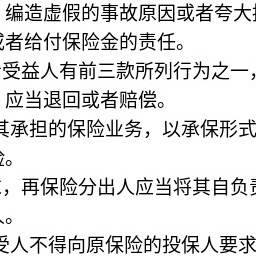 编造虚假的事故原因或者夸大
或者给付保险金的责任。
受益人有前三款所列行为之一，
，应当退回或者赔偿。
其承担的保险业务，以承保形式
。
，再保险分出人应当将其自负责
。
受人不得向原保险的投保人要求